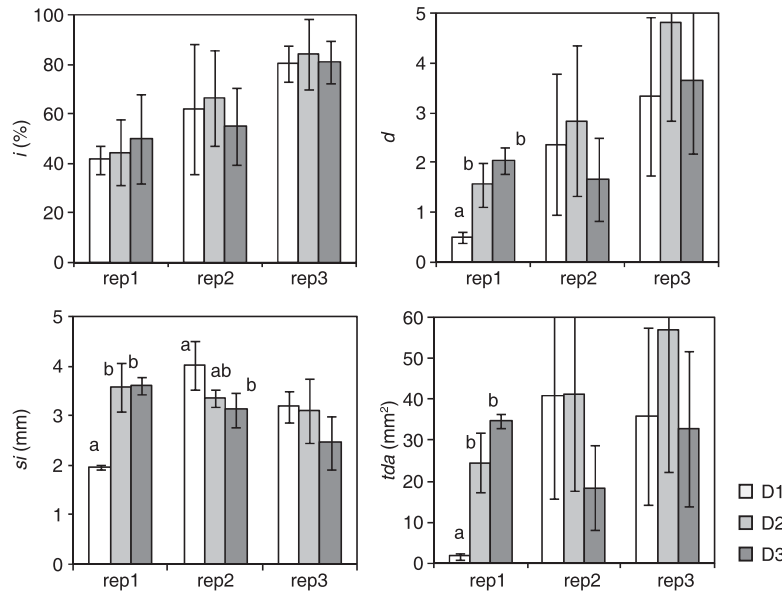 100
80
60
40
20
0
i (%)
rep1 rep2 rep3
5
4
3
2
1
0
d
a b b
rep1 rep2 rep3
5
4
3
2
1
0
si (mm)
a b b a ab b
rep1 rep2 rep3
60
50
40
30
20
10
0
tda (mm²)
a b b
rep1 rep2 rep3
D1
D2
D3